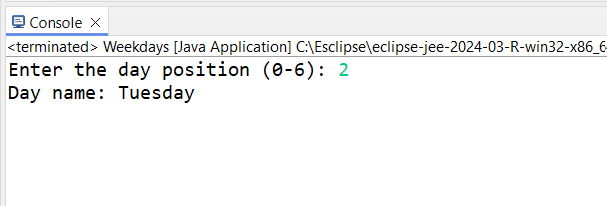 Console
<terminated> Weekdays [Java Application] C:\Esclipse\eclipse-jee-2024-03-R-win32-x86_6
Enter the day position (0-6): 2
Day name: Tuesday